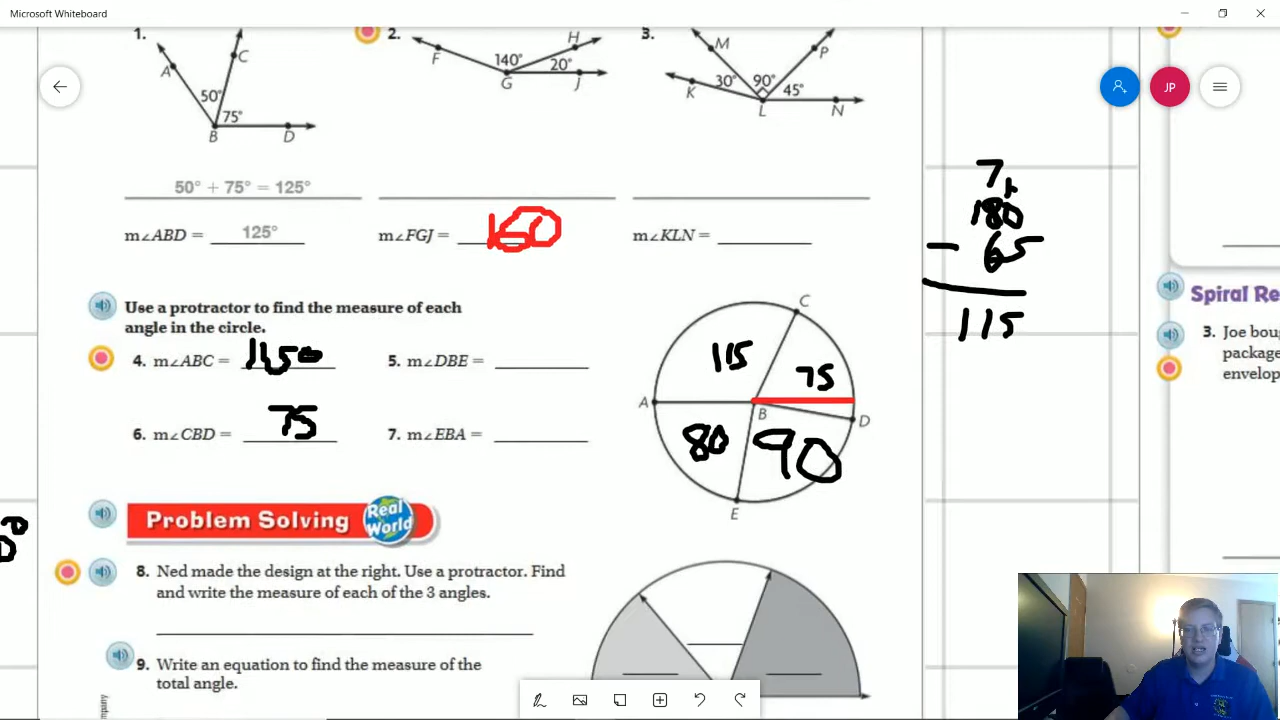 Microsoft Whiteboard
1.
A
C
50°
75°
B
D
2.
F
H
140°
20°
G
J
3.
M
P
K
30°
90°
45°
L
N
JP
50° + 75° = 125°
m∠ABD = 125°
m∠FGJ = 160
m∠KLN =
7
180
- 65
115
Use a protractor to find the measure of each
angle in the circle.
4. m∠ABC =
5. m∠DBE =
6. m∠CBD = 75
7. m∠EBA =
C
115
75
A
B
D
80
90
E
Spiral Re
3. Joe bou
package
envelop
Problem Solving
Real
World
8. Ned made the design at the right. Use a protractor. Find
and write the measure of each of the 3 angles.
9. Write an equation to find the measure of the
total angle.